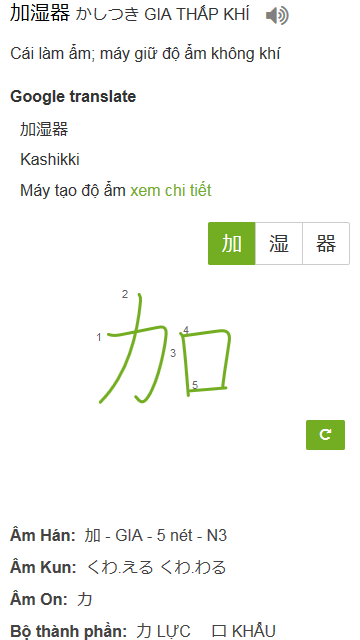 加湿器 かしつき GIA THẤP KHÍ
Cái làm ẩm; máy giữ độ ẩm không khí
Google translate
加湿器
Kashikki
Máy tạo độ ẩm xem chi tiết
加 湿 器
2
1
4
3
5
Âm Hán: 加 - GIA - 5 nét - N3
Âm Kun: くわ.える くわ.わる
Âm On: カ
Bộ thành phần: 力 LỰC 口 KHẨU